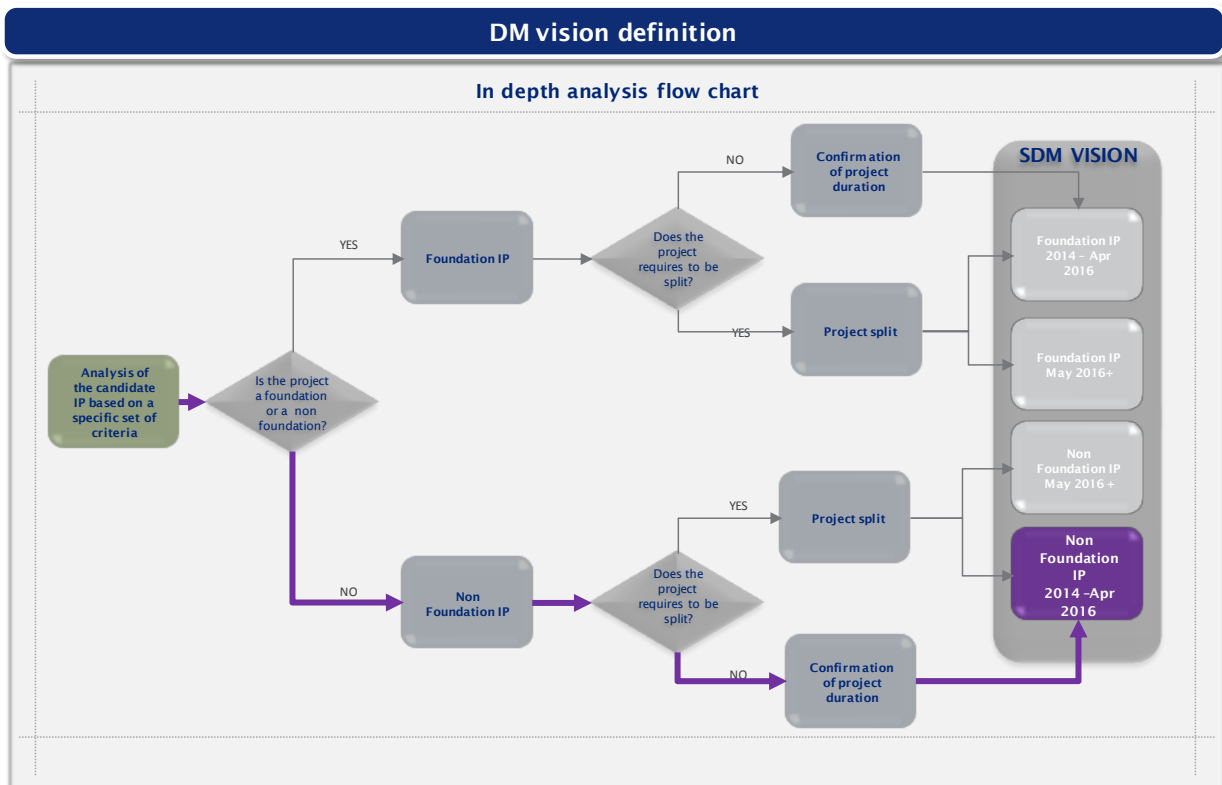 DM vision definition
In depth analysis flow chart
SDM VISION
Confirmation
of project
duration
NO
Foundation IP
2014 – Apr
2016
Does the
project
requires to be
split?
YES
Foundation IP
YES
Project split
Foundation IP
May 2016+
Analysis of
the candidate
IP based on a
specific set of
criteria
Is the project
a foundation
or a non
foundation?
Non
Foundation IP
May 2016 +
YES
Project split
Non
Foundation
IP
2014 –Apr
2016
NO
Non
Foundation IP
Does the
project
requires to be
split?
NO
Confirmation
of project
duration